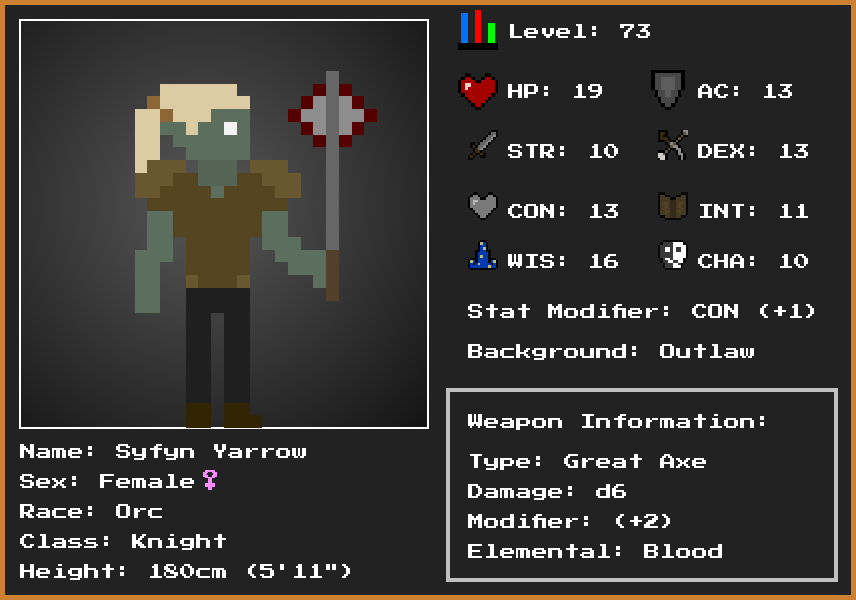 Level: 73
HP: 19 AC: 13
STR: 10 DEX: 13
CON: 13 INT: 11
WIS: 16 CHA: 10
Stat Modifier: CON (+1)
Background: Outlaw
Weapon Information:
Type: Great Axe
Damage: d6
Modifier: (+2)
Elemental: Blood
Name: Syfyn Yarrow
Sex: Female♀
Race: Orc
Class: Knight
Height: 180cm (5'11")